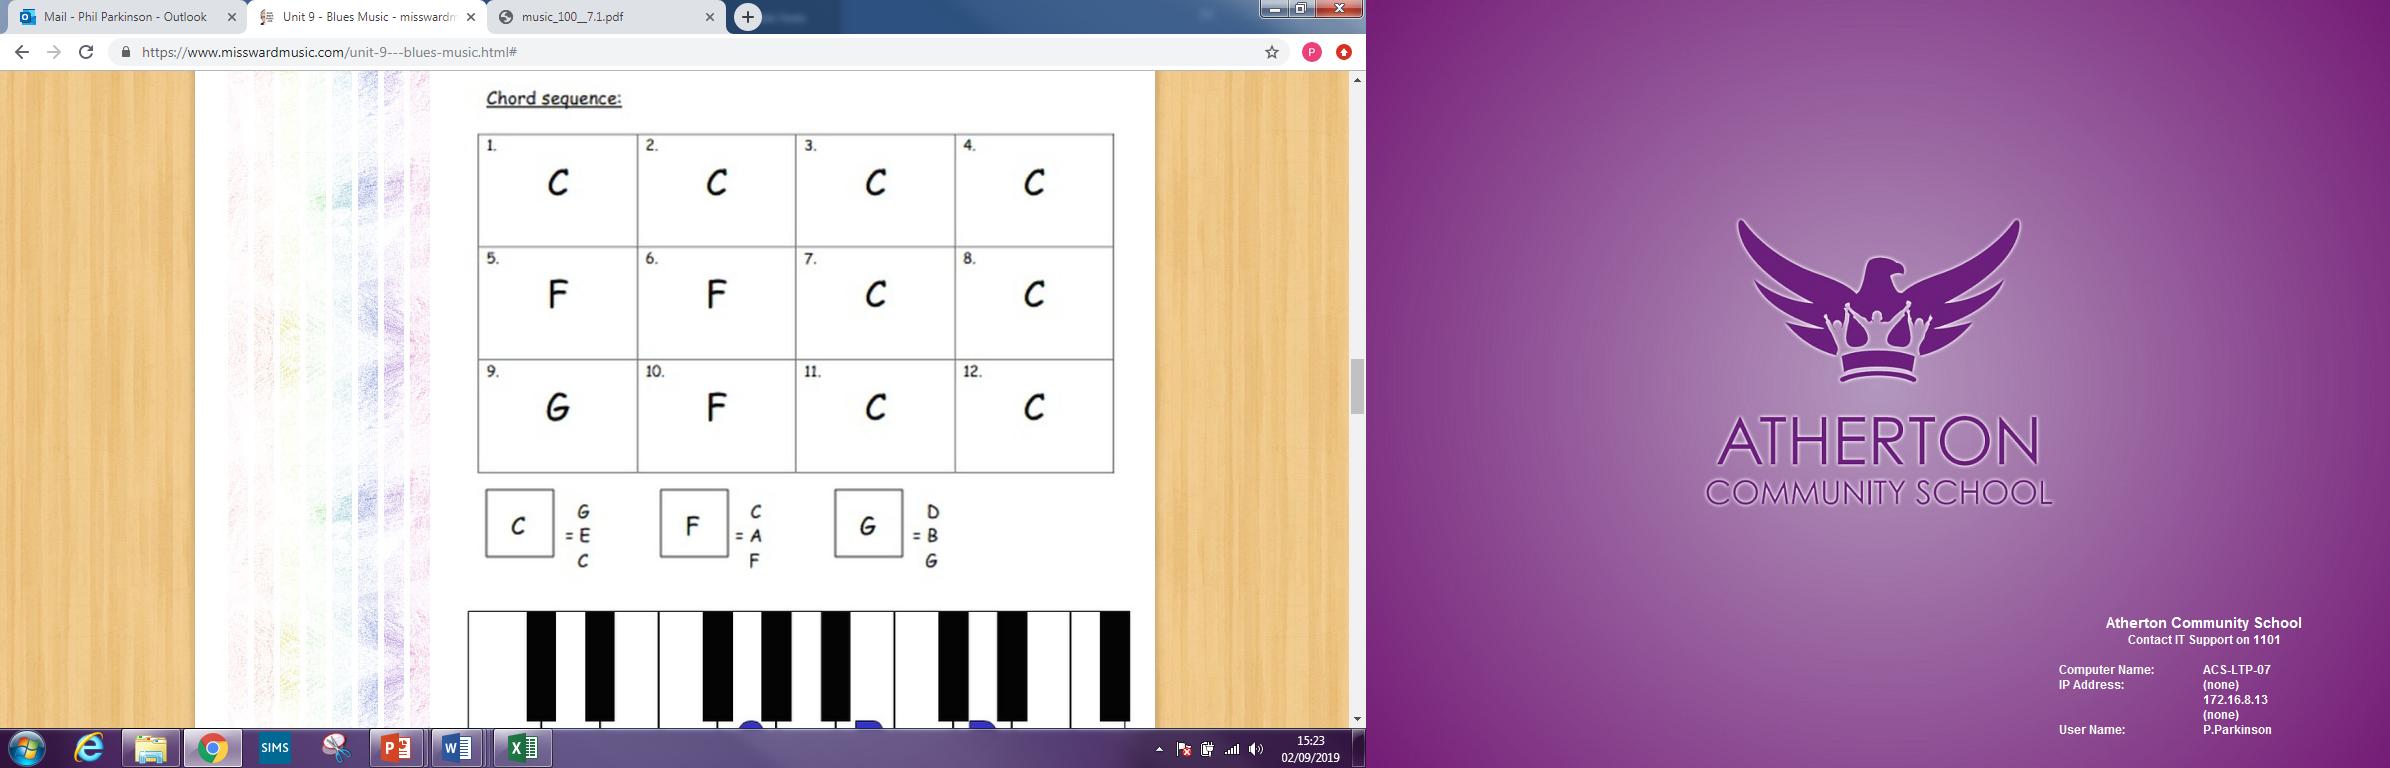 Mail - Phil Parkinson - Outlook
Unit 9 - Blues Music - misswardm
music_100__7.1.pdf
https://www.misswardmusic.com/unit-9---blues-music.html#
P
Chord sequence:
1. 2. 3. 4.
C C C C
5. 6. 7. 8.
F F C C
9. 10. 11. 12.
G F C C
C = G E C
F = C A F
G = D B G
ATHERTON
COMMUNITY SCHOOL
Atherton Community School
Contact IT Support on 1101
Computer Name: ACS-LTP-07
IP Address: (none)
172.16.8.13
(none)
User Name: P.Parkinson
SIMS
15:23
02/09/2019